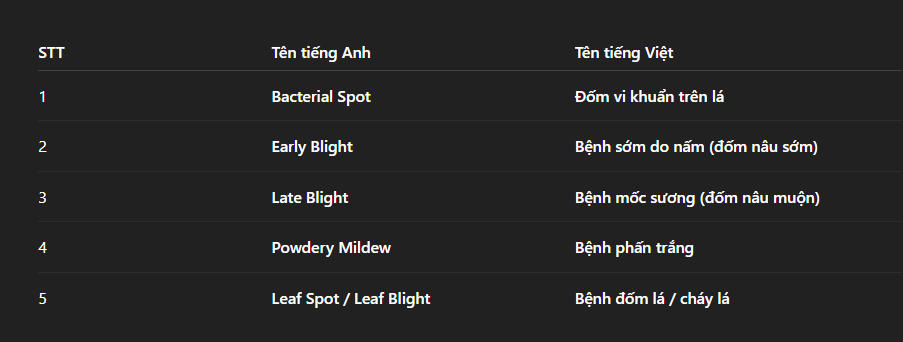 STT Tên tiếng Anh Tên tiếng Việt
1 Bacterial Spot Đốm vi khuẩn trên lá
2 Early Blight Bệnh sớm do nấm (đốm nâu sớm)
3 Late Blight Bệnh mốc sương (đốm nâu muộn)
4 Powdery Mildew Bệnh phấn trắng
5 Leaf Spot / Leaf Blight Bệnh đốm lá / cháy lá